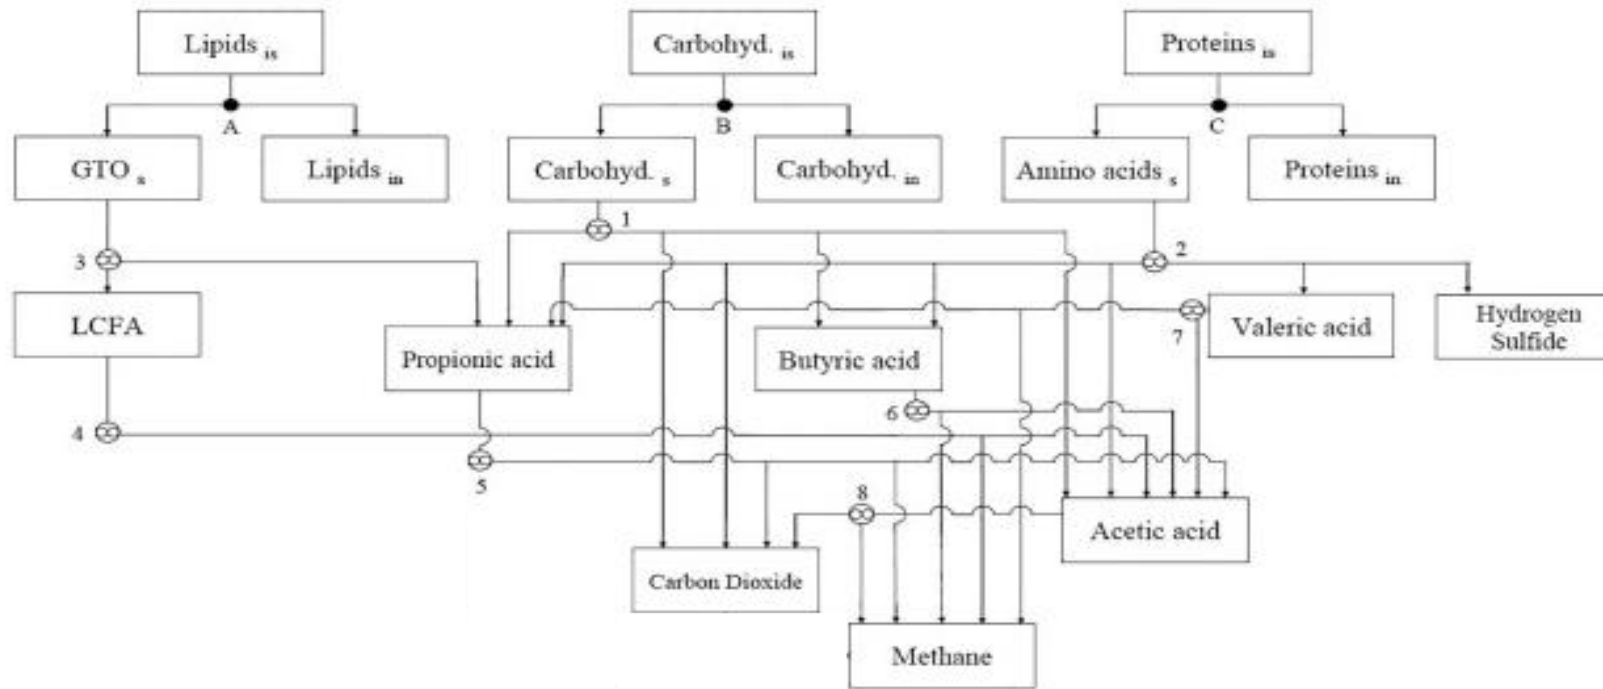 Lipids is
Carbohyd. is
Proteins is
A
B
C
GTO s
Lipids in
Carbohyd. s
Carbohyd. in
Amino acids s
Proteins in
1
2
3
LCFA
Propionic acid
Butyric acid
7
Valeric acid
Hydrogen
Sulfide
6
4
5
8
Acetic acid
Carbon Dioxide
Methane